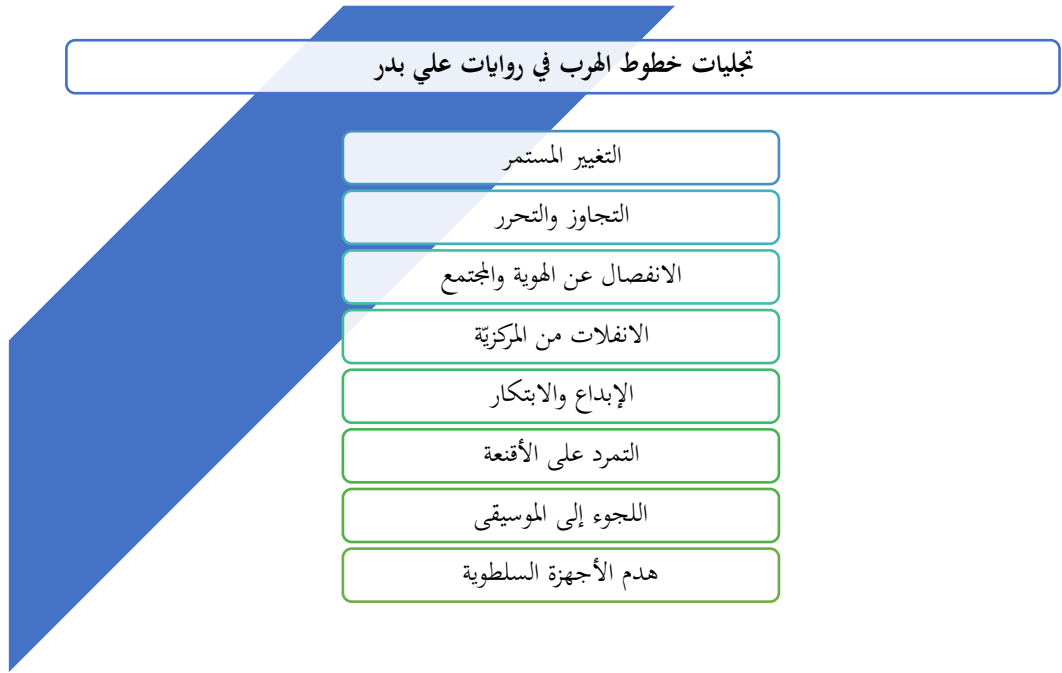 تجليات خطوط الهرب في روايات علي بدر
التغيير المستمر
التجاوز والتحرر
الانفصال عن الهوية والمجتمع
الانفلات من المركزيّة
الإبداع والابتكار
التمرد على الأقنعة
اللجوء إلى الموسيقى
هدم الأجهزة السلطوية